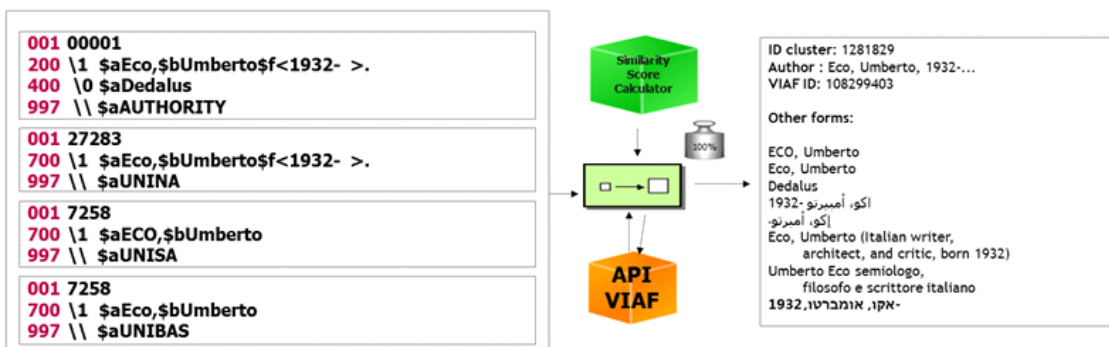 001 00001
200 \1 $aEco,$bUmberto$f<1932- >.
400 \0 $aDedalus
997 \\ $aAUTHORITY
001 27283
700 \1 $aEco,$bUmberto$f<1932- >.
997 \\ $aUNINA
001 7258
700 \1 $aECO,$bUmberto
997 \\ $aUNISA
001 7258
700 \1 $aEco,$bUmberto
997 \\ $aUNIBAS
Similarity
Score
Calculator
100%
API
VIAF
ID cluster: 1281829
Author : Eco, Umberto, 1932-...
VIAF ID: 108299403
Other forms:
ECO, Umberto
Eco, Umberto
Dedalus
اكو، أمبيرتو -1932
إكو، أمبرتو،
Eco, Umberto (Italian writer,
architect, and critic, born 1932)
Umberto Eco semiologo,
filosofo e scrittore italiano
אקו, אומברטו, 1932-